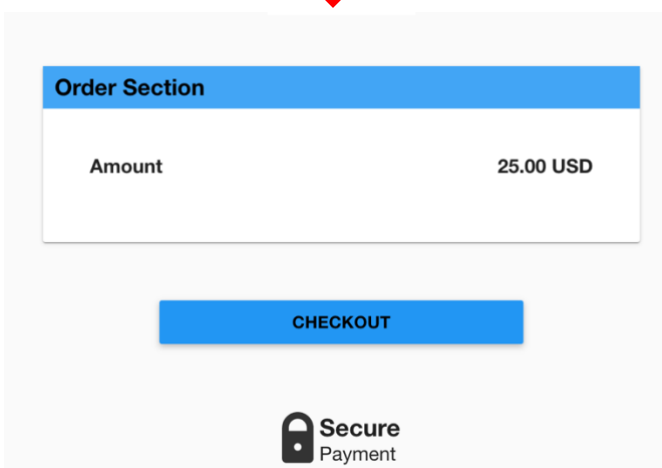 Order Section
Amount 25.00 USD
CHECKOUT
Secure
Payment